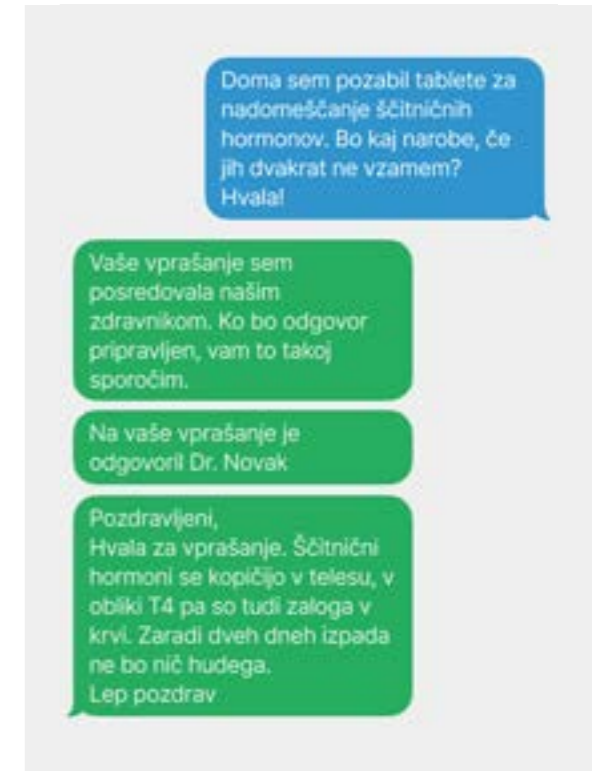 Doma sem pozabil tablete za
nadomeščanje ščitničnih
hormonov. Bo kaj narobe, če
jih dvakrat ne vzamem?
Hvala!
Vaše vprašanje sem
posredovala našim
zdravnikom. Ko bo odgovor
pripravljen, vam to takoj
sporočim.
Na vaše vprašanje je
odgovoril Dr. Novak
Pozdravljeni,
Hvala za vprašanje. Ščitnični
hormoni se kopičijo v telesu, v
obliki T4 pa so tudi zaloga v
krvi. Zaradi dveh dneh izpada
ne bo nič hudega.
Lep pozdrav